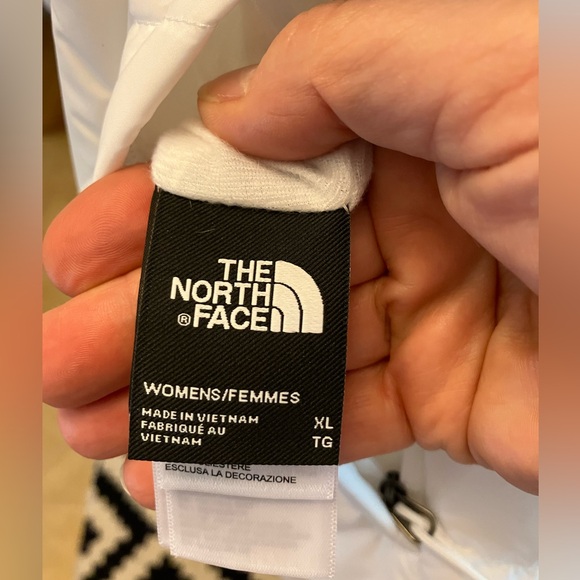 THE
NORTH
® FACE
WOMENS/FEMMES
MADE IN VIETNAM XL
FABRIQUÉ AU TG
VIETNAM
ESCLUSA LA DECORAZIONE